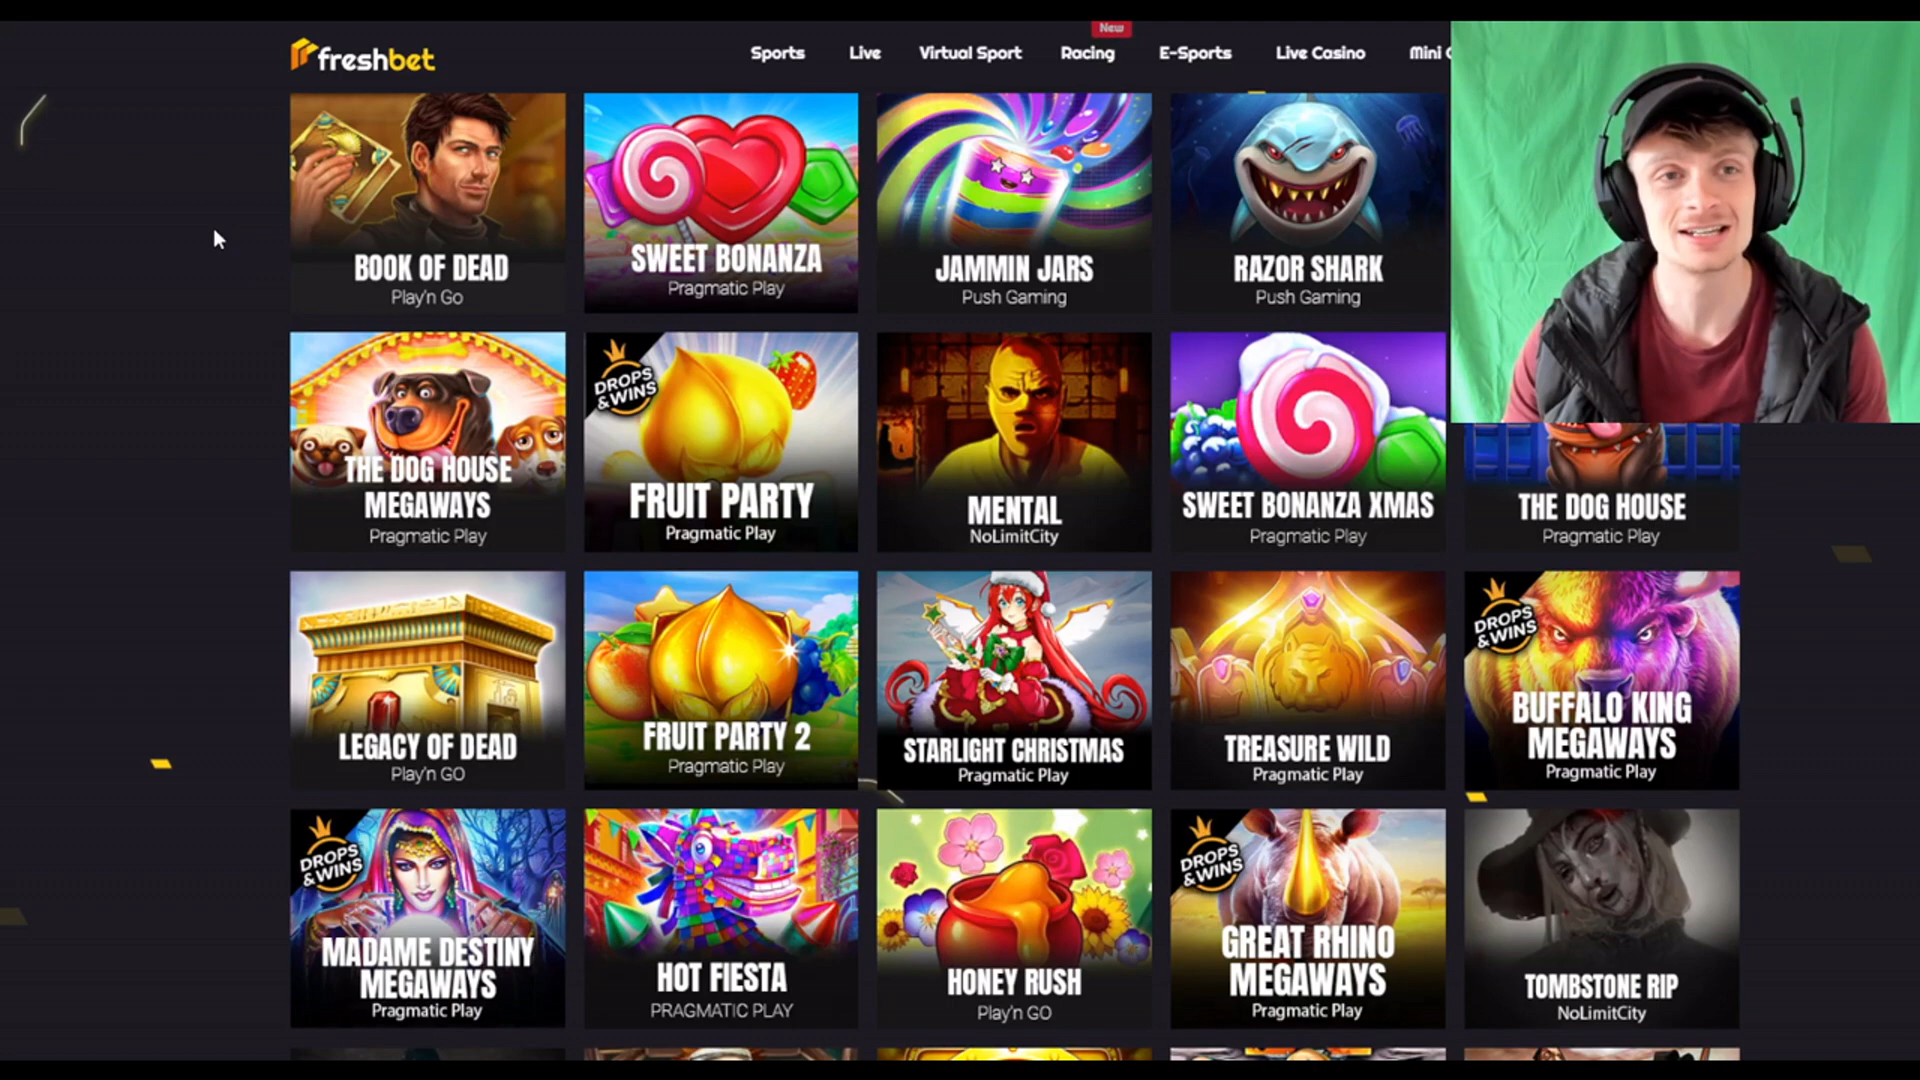 New
freshbet
Sports
Live
Virtual Sport
Racing
E-Sports
Live Casino
Mini
BOOK OF DEAD
Play'n Go
SWEET BONANZA
Pragmatic Play
JAMMIN JARS
Push Gaming
RAZOR SHARK
Push Gaming
THE DOG HOUSE
MEGAWAYS
Pragmatic Play
DROPS
& WINS
FRUIT PARTY
Pragmatic Play
MENTAL
NoLimitCity
SWEET BONANZA XMAS
Pragmatic Play
THE DOG HOUSE
Pragmatic Play
LEGACY OF DEAD
Play'n GO
FRUIT PARTY 2
Pragmatic Play
STARLIGHT CHRISTMAS
Pragmatic Play
TREASURE WILD
Pragmatic Play
DROPS
& WINS
BUFFALO KING
MEGAWAYS
Pragmatic Play
DROPS
& WINS
MADAME DESTINY
MEGAWAYS
Pragmatic Play
HOT FIESTA
PRAGMATIC PLAY
HONEY RUSH
Play'n GO
DROPS
& WINS
GREAT RHINO
MEGAWAYS
Pragmatic Play
TOMBSTONE RIP
NoLimitCity